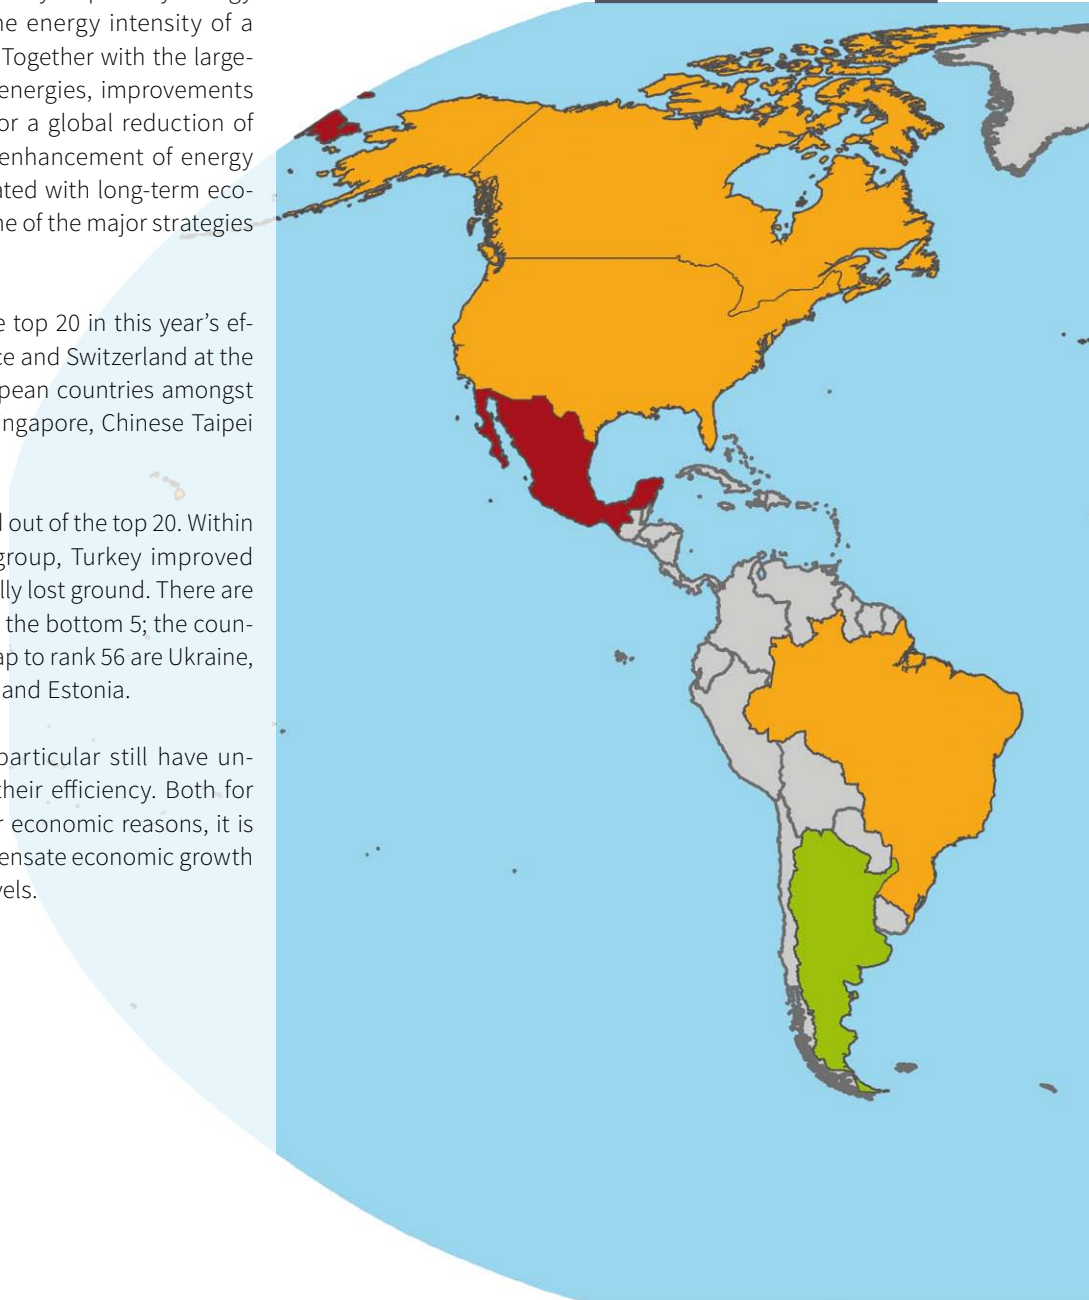 he energy intensity of a
Together with the large-
energies, improvements
or a global reduction of
enhancement of energy
ated with long-term eco-
ne of the major strategies
e top 20 in this year’s ef-
ce and Switzerland at the
pean countries amongst
ingapore, Chinese Taipei
d out of the top 20. Within
group, Turkey improved
lly lost ground. There are
the bottom 5; the coun-
ap to rank 56 are Ukraine,
and Estonia.
particular still have un-
their efficiency. Both for
r economic reasons, it is
pensate economic growth
vels.